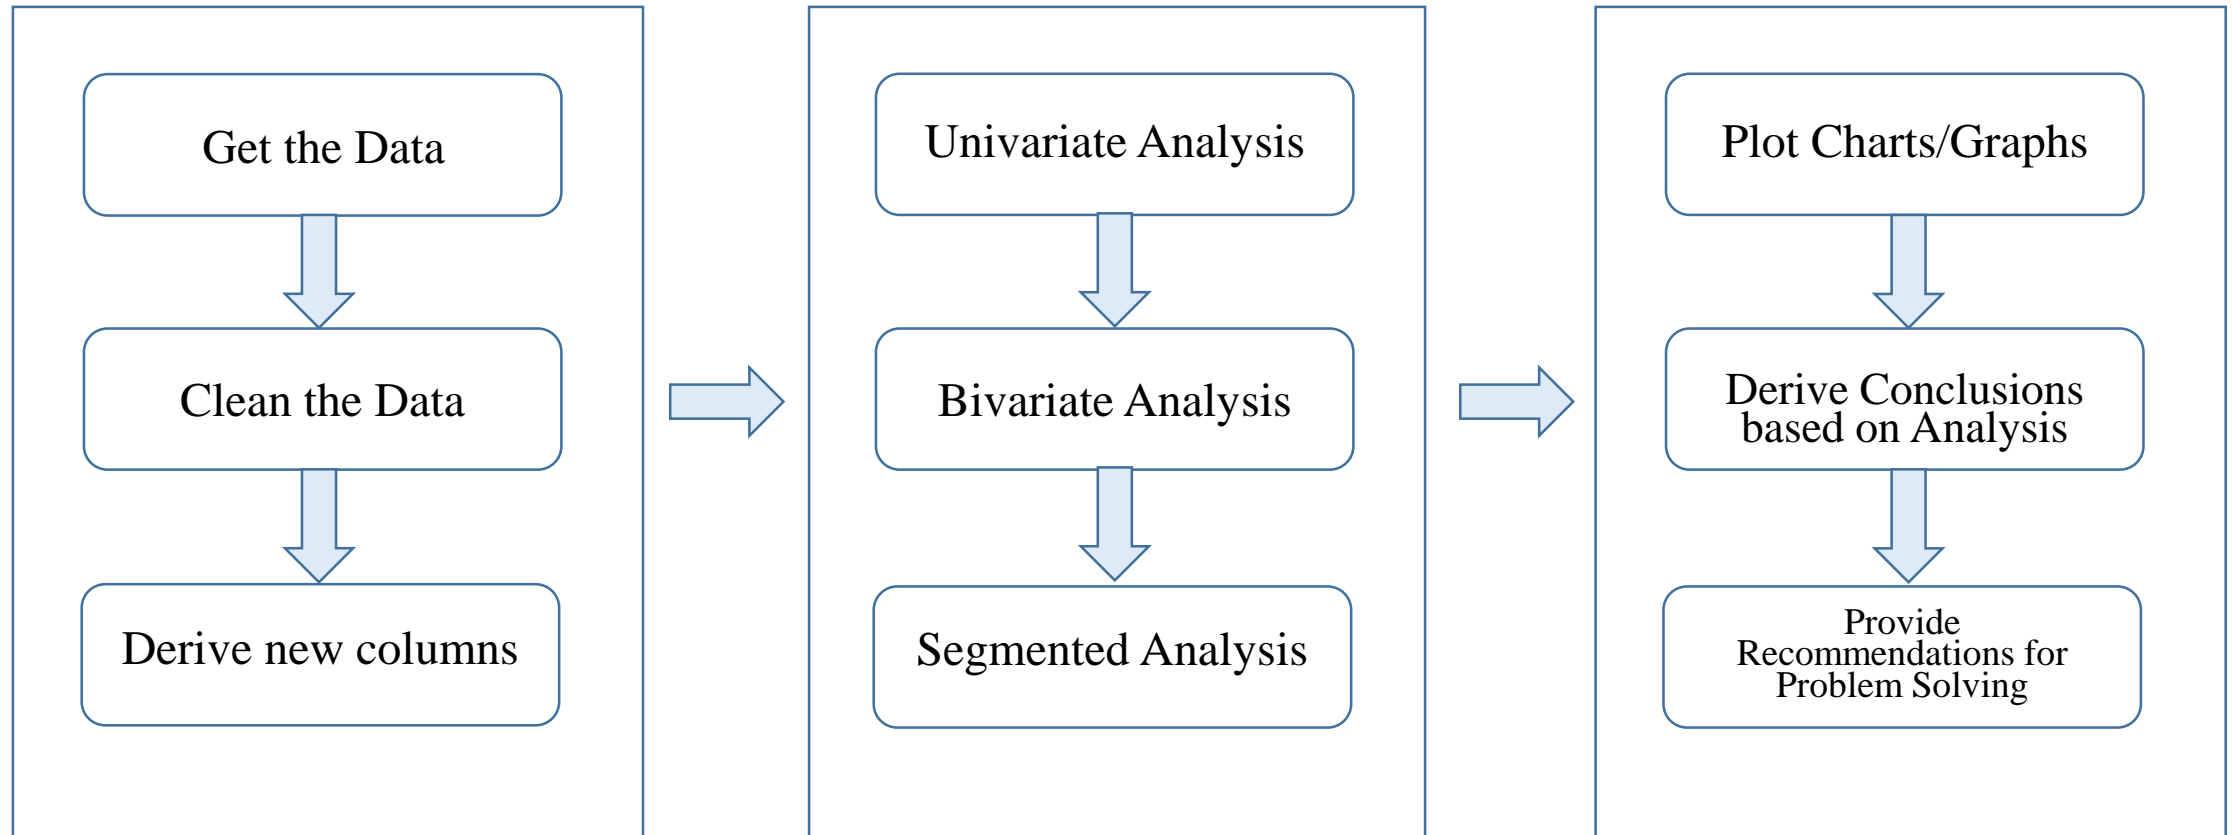 Get the Data
Clean the Data
Derive new columns
Univariate Analysis
Bivariate Analysis
Segmented Analysis
Plot Charts/Graphs
Derive Conclusions
based on Analysis
Provide
Recommendations for
Problem Solving